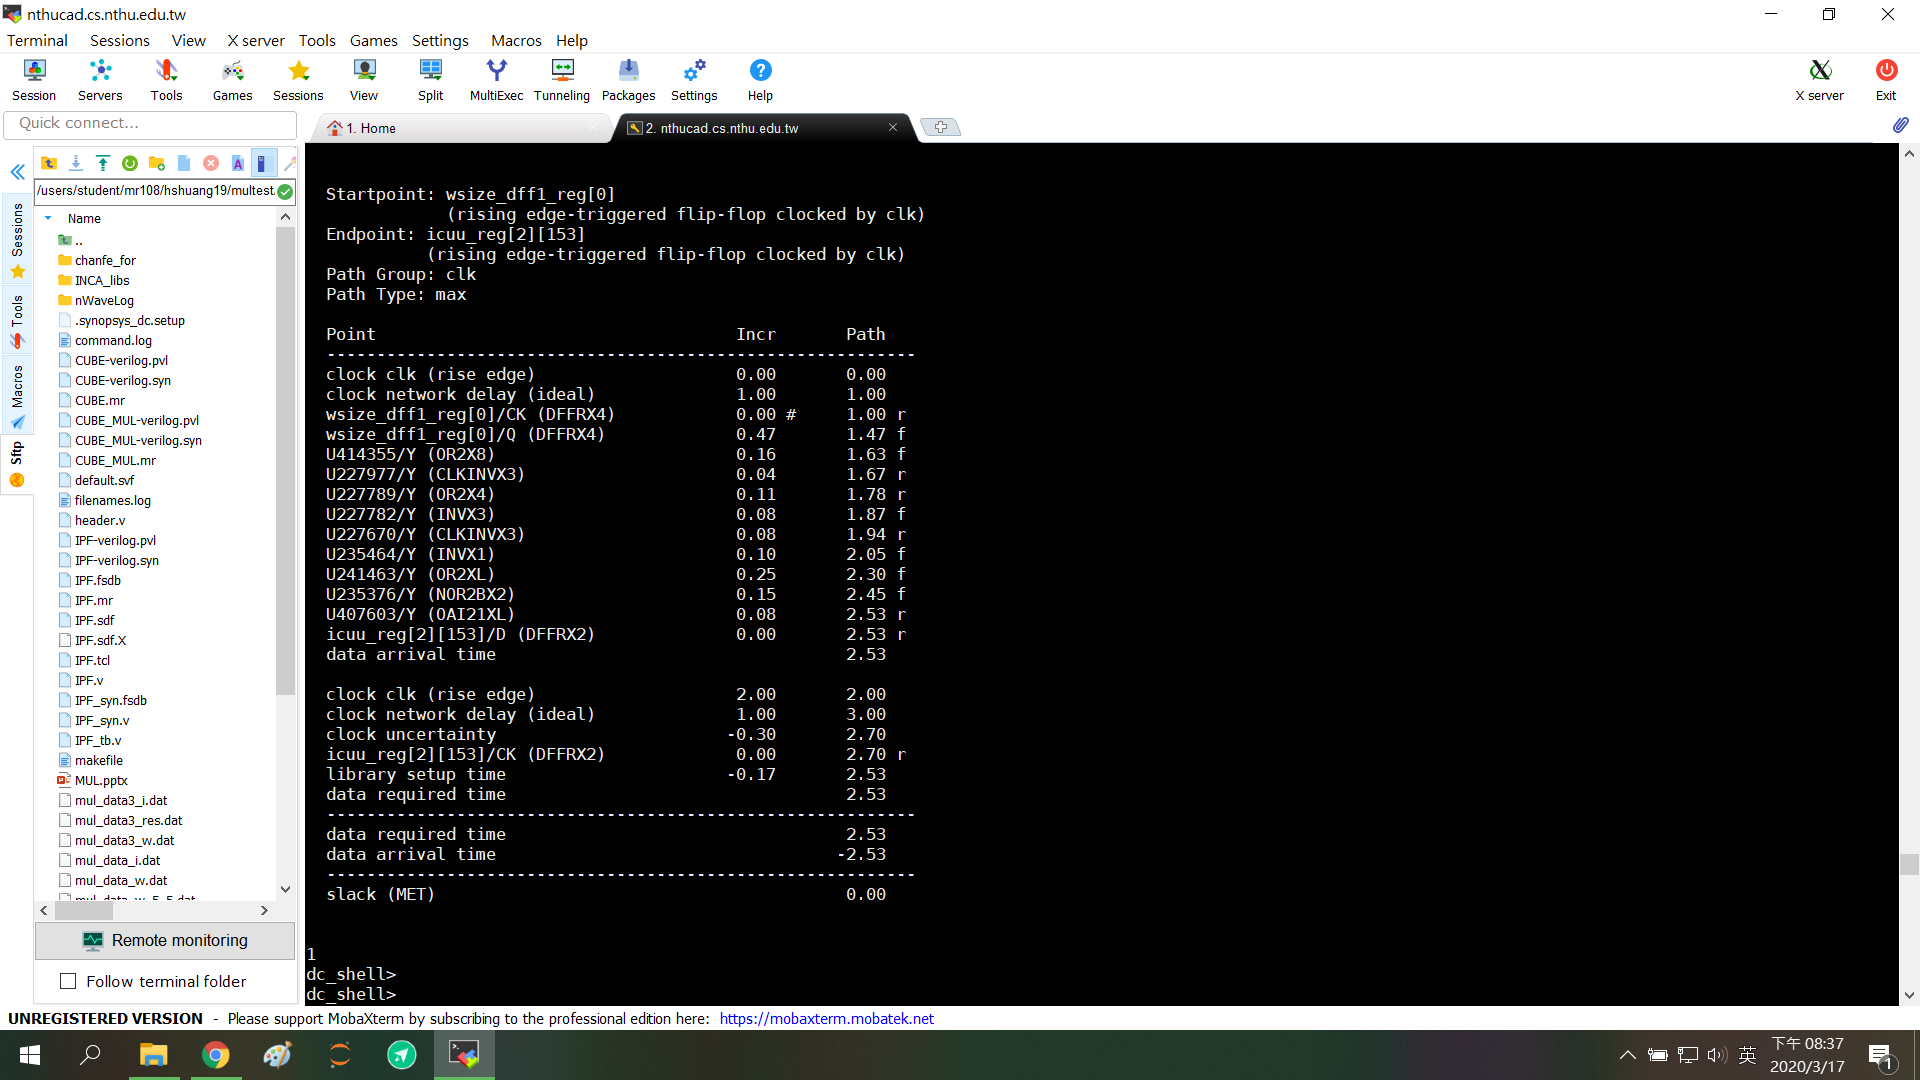 nthucad.cs.nthu.edu.tw
Terminal Sessions View X server Tools Games Settings Macros Help
Session Servers Tools Games Sessions View Split MultiExec Tunneling Packages Settings Help X server Exit
Quick connect...
1. Home
2. nthucad.cs.nthu.edu.tw
/users/student/mr108/hshuang19/multest
Sessions
Tools
Macros
Sftp
Name
..
chanfe_for
INCA_libs
nWaveLog
.synopsys_dc.setup
command.log
CUBE-verilog.pvl
CUBE-verilog.syn
CUBE.mr
CUBE_MUL-verilog.pvl
CUBE_MUL-verilog.syn
CUBE_MUL.mr
default.svf
filenames.log
header.v
IPF-verilog.pvl
IPF-verilog.syn
IPF.fsdb
IPF.mr
IPF.sdf
IPF.sdf.X
IPF.tcl
IPF.v
IPF_syn.fsdb
IPF_syn.v
IPF_tb.v
makefile
MUL.pptx
mul_data3_i.dat
mul_data3_res.dat
mul_data3_w.dat
mul_data_i.dat
mul_data_w.dat
mul_data_w_5_5.dat
Remote monitoring
Follow terminal folder
Startpoint: wsize_dff1_reg[0]
(rising edge-triggered flip-flop clocked by clk)
Endpoint: icuu_reg[2][153]
(rising edge-triggered flip-flop clocked by clk)
Path Group: clk
Path Type: max
Point Incr Path
-----------------------------------------------------------
clock clk (rise edge) 0.00 0.00
clock network delay (ideal) 1.00 1.00
wsize_dff1_reg[0]/CK (DFFRX4) 0.00 # 1.00 r
wsize_dff1_reg[0]/Q (DFFRX4) 0.47 1.47 f
U414355/Y (OR2X8) 0.16 1.63 f
U227977/Y (CLKINVX3) 0.04 1.67 r
U227789/Y (OR2X4) 0.11 1.78 r
U227782/Y (INVX3) 0.08 1.87 f
U227670/Y (CLKINVX3) 0.08 1.94 r
U235464/Y (INVX1) 0.10 2.05 f
U241463/Y (OR2XL) 0.25 2.30 f
U235376/Y (NOR2BX2) 0.15 2.45 f
U407603/Y (OAI21XL) 0.08 2.53 r
icuu_reg[2][153]/D (DFFRX2) 0.00 2.53 r
data arrival time 2.53
clock clk (rise edge) 2.00 2.00
clock network delay (ideal) 1.00 3.00
clock uncertainty -0.30 2.70
icuu_reg[2][153]/CK (DFFRX2) 0.00 2.70 r
library setup time -0.17 2.53
data required time 2.53
-----------------------------------------------------------
data required time 2.53
data arrival time -2.53
-----------------------------------------------------------
slack (MET) 0.00
1
dc_shell>
dc_shell>
UNREGISTERED VERSION - Please support MobaXterm by subscribing to the professional edition here: https://mobaxterm.mobatek.net
英
下午 08:37
2020/3/17
1